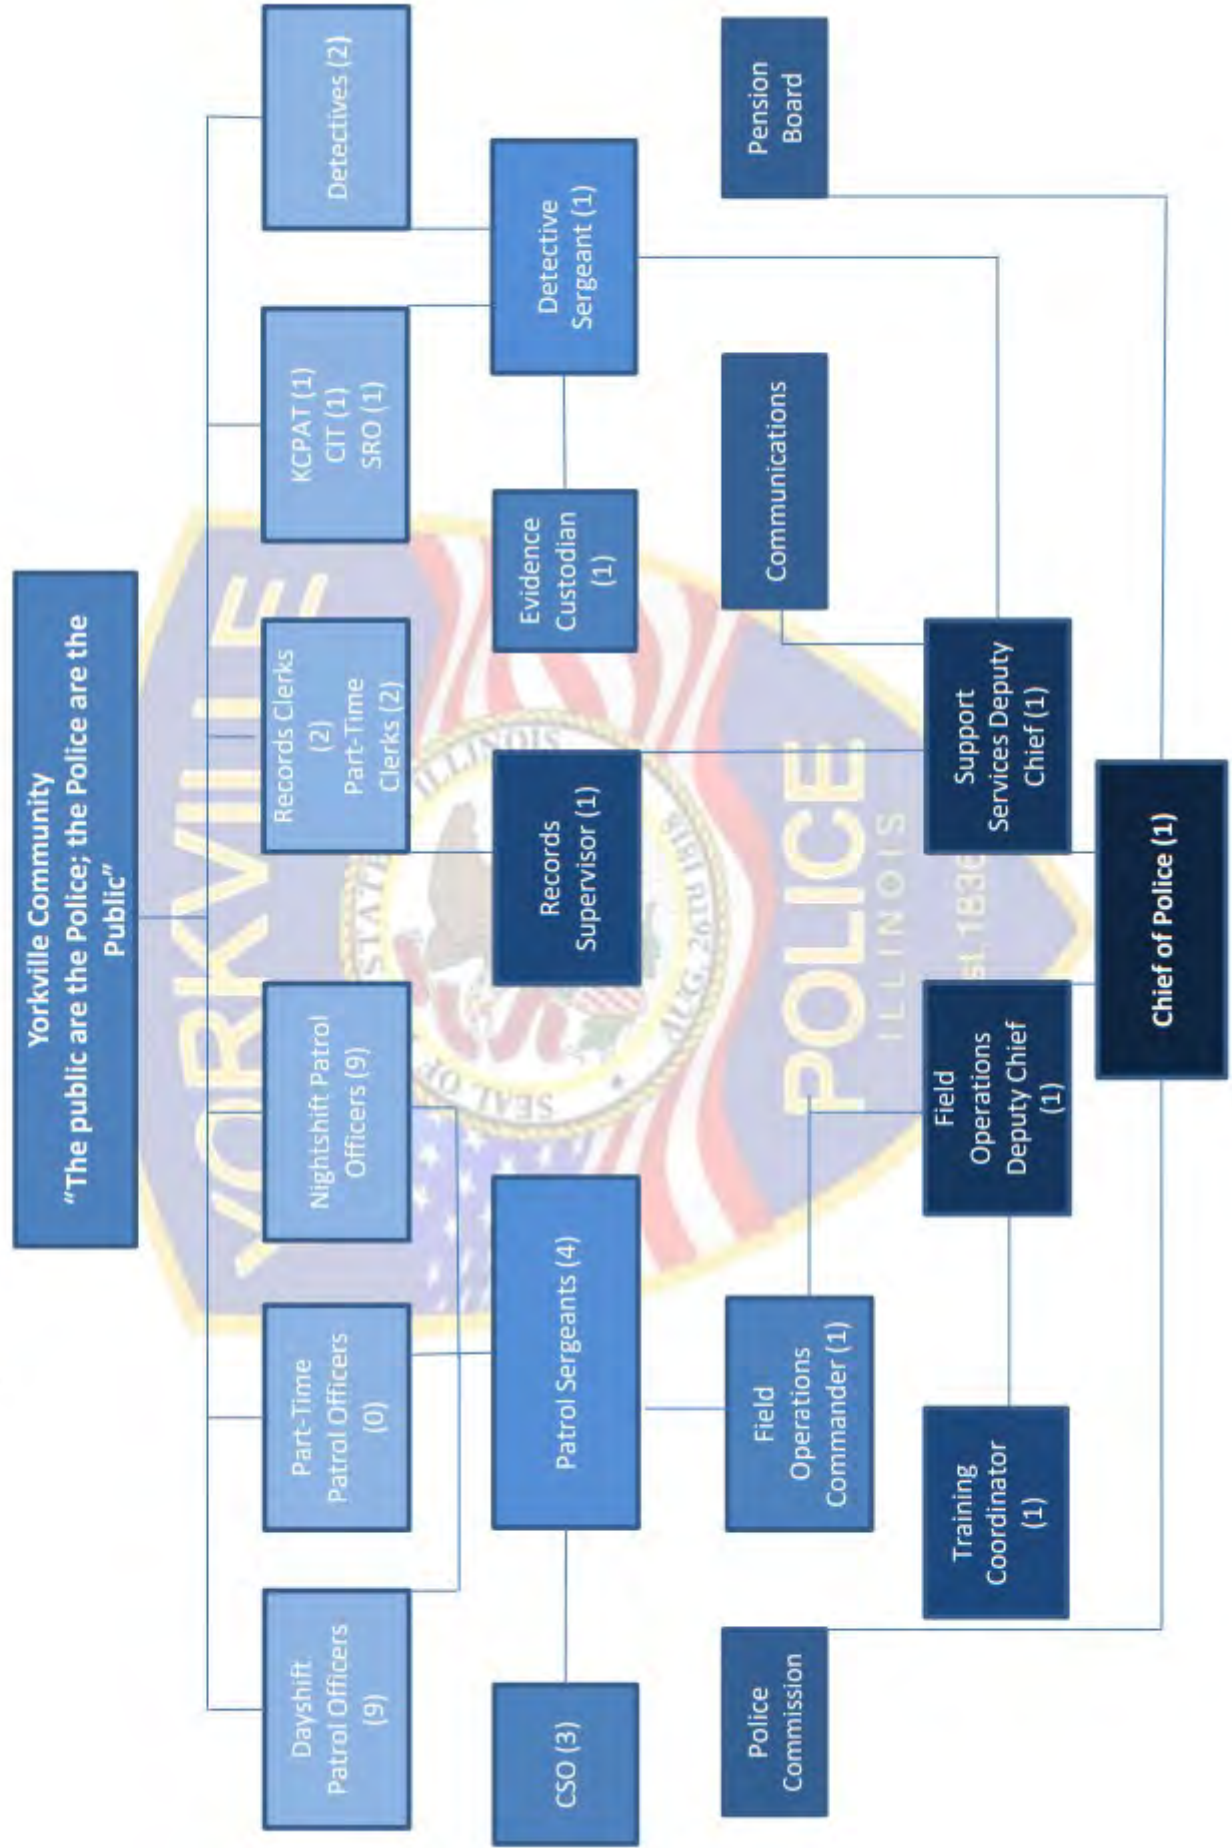 Yorkville Community
"The public are the Police; the Police are the
Public"
Dayshift
Patrol Officers
(9)
Part-Time
Patrol Officers
(0)
Nightshift Patrol
Officers (9)
Records Clerks
(2)
Part-Time
Clerks (2)
KCPAT (1)
CIT (1)
SRO (1)
Detectives (2)
CSO (3)
Patrol Sergeants (4)
Records
Supervisor (1)
Evidence
Custodian
(1)
Detective
Sergeant (1)
Police
Commission
Field
Operations
Commander (1)
Communications
Pension
Board
Training
Coordinator
(1)
Field
Operations
Deputy Chief
(1)
Support
Services Deputy
Chief (1)
Chief of Police (1)
YORKVILLE
SEAL OF
STATE
ILLINOIS
AUG. 26TH 1818
POLICE
ILLINOIS